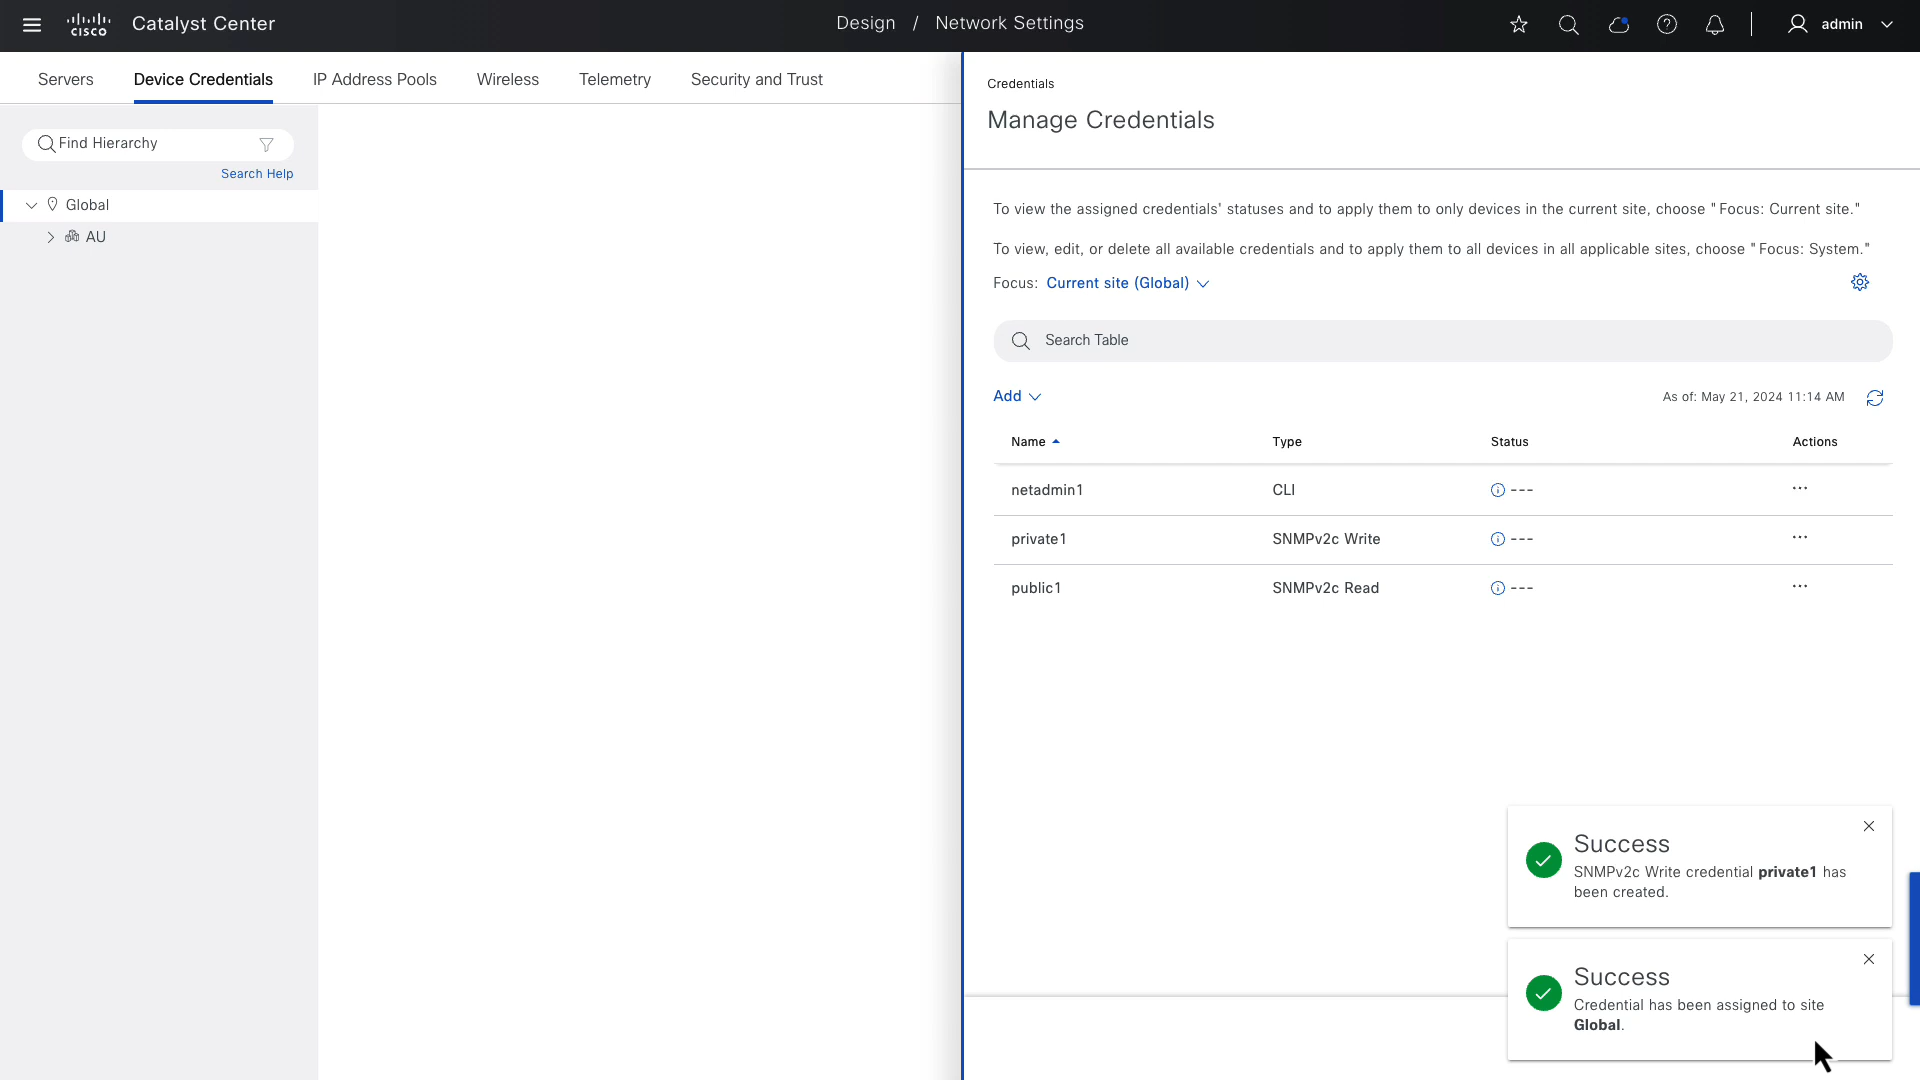 cisco Catalyst Center
Design / Network Settings
admin
Servers Device Credentials IP Address Pools Wireless Telemetry Security and Trust
Find Hierarchy
Search Help
Global
AU
Credentials
Manage Credentials
To view the assigned credentials' statuses and to apply them to only devices in the current site, choose "Focus: Current site."
To view, edit, or delete all available credentials and to apply them to all devices in all applicable sites, choose "Focus: System."
Focus: Current site (Global)
Search Table
Add
As of: May 21, 2024 11:14 AM
Name Type Status Actions
netadmin1 CLI --- ...
private1 SNMPv2c Write --- ...
public1 SNMPv2c Read --- ...
Success
SNMPv2c Write credential private1 has
been created.
Success
Credential has been assigned to site
Global.